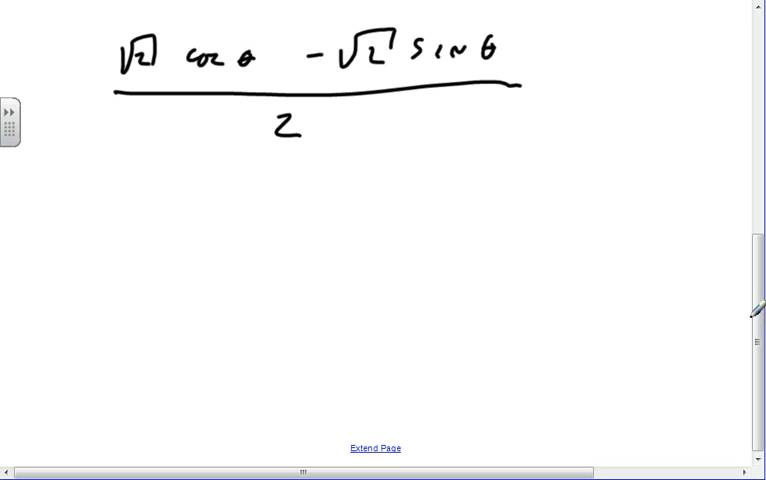 √2 cos θ - √2 sin θ
2
Extend Page